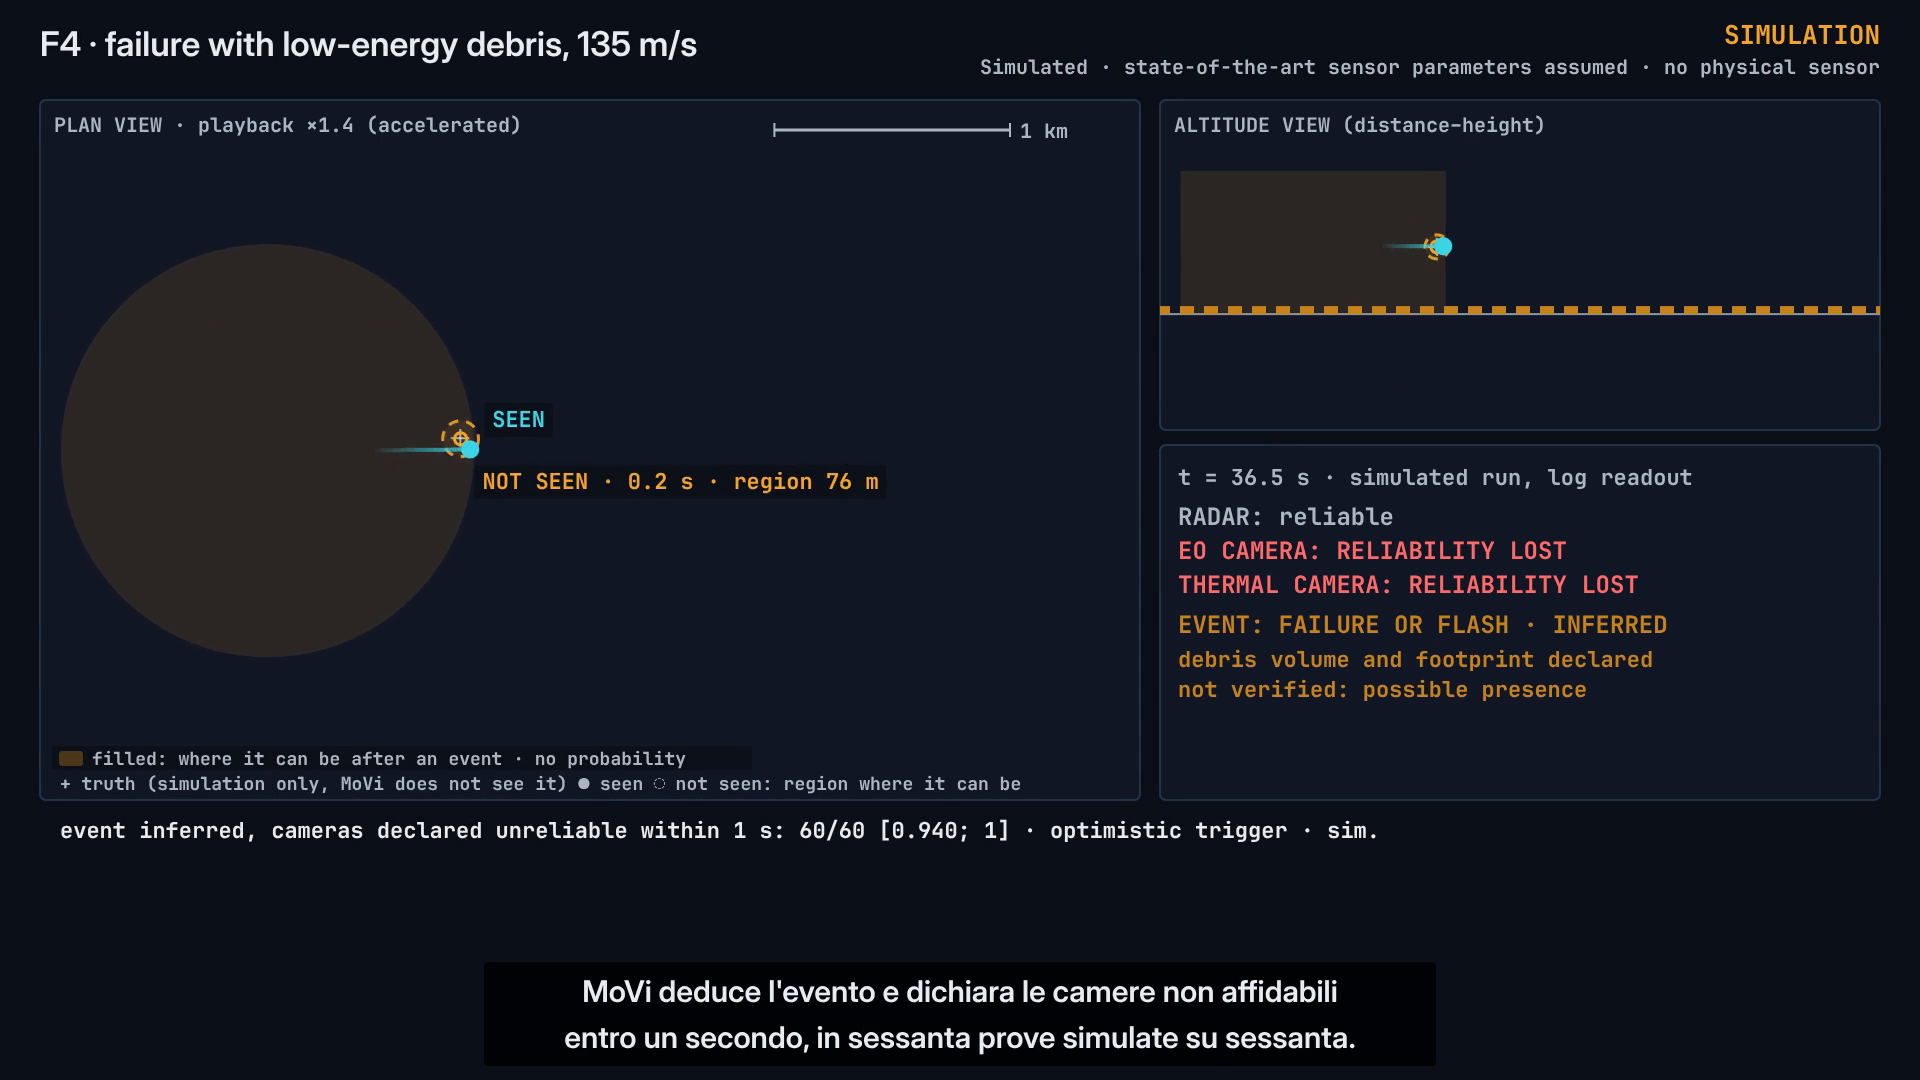 F4 · failure with low-energy debris, 135 m/s
SIMULATION
Simulated · state-of-the-art sensor parameters assumed · no physical sensor
PLAN VIEW · playback ×1.4 (accelerated)
1 km
SEEN
NOT SEEN · 0.2 s · region 76 m
filled: where it can be after an event · no probability
+ truth (simulation only, MoVi does not see it) ● seen ◌ not seen: region where it can be
ALTITUDE VIEW (distance–height)
t = 36.5 s · simulated run, log readout
RADAR: reliable
EO CAMERA: RELIABILITY LOST
THERMAL CAMERA: RELIABILITY LOST
EVENT: FAILURE OR FLASH · INFERRED
debris volume and footprint declared
not verified: possible presence
event inferred, cameras declared unreliable within 1 s: 60/60 [0.940; 1] · optimistic trigger · sim.
MoVi deduce l'evento e dichiara le camere non affidabili
entro un secondo, in sessanta prove simulate su sessanta.